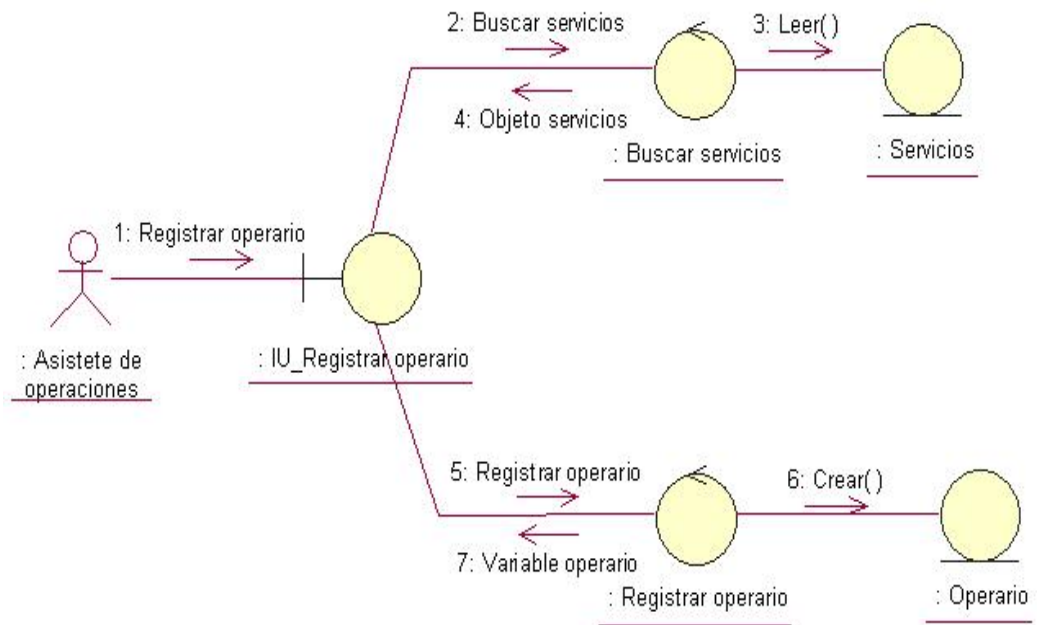 2: Buscar servicios
3: Leer( )
4: Objeto servicios
: Buscar servicios
: Servicios
1: Registrar operario
: Asistete de
operaciones
: IU_Registrar operario
5: Registrar operario
6: Crear( )
7: Variable operario
: Registrar operario
: Operario